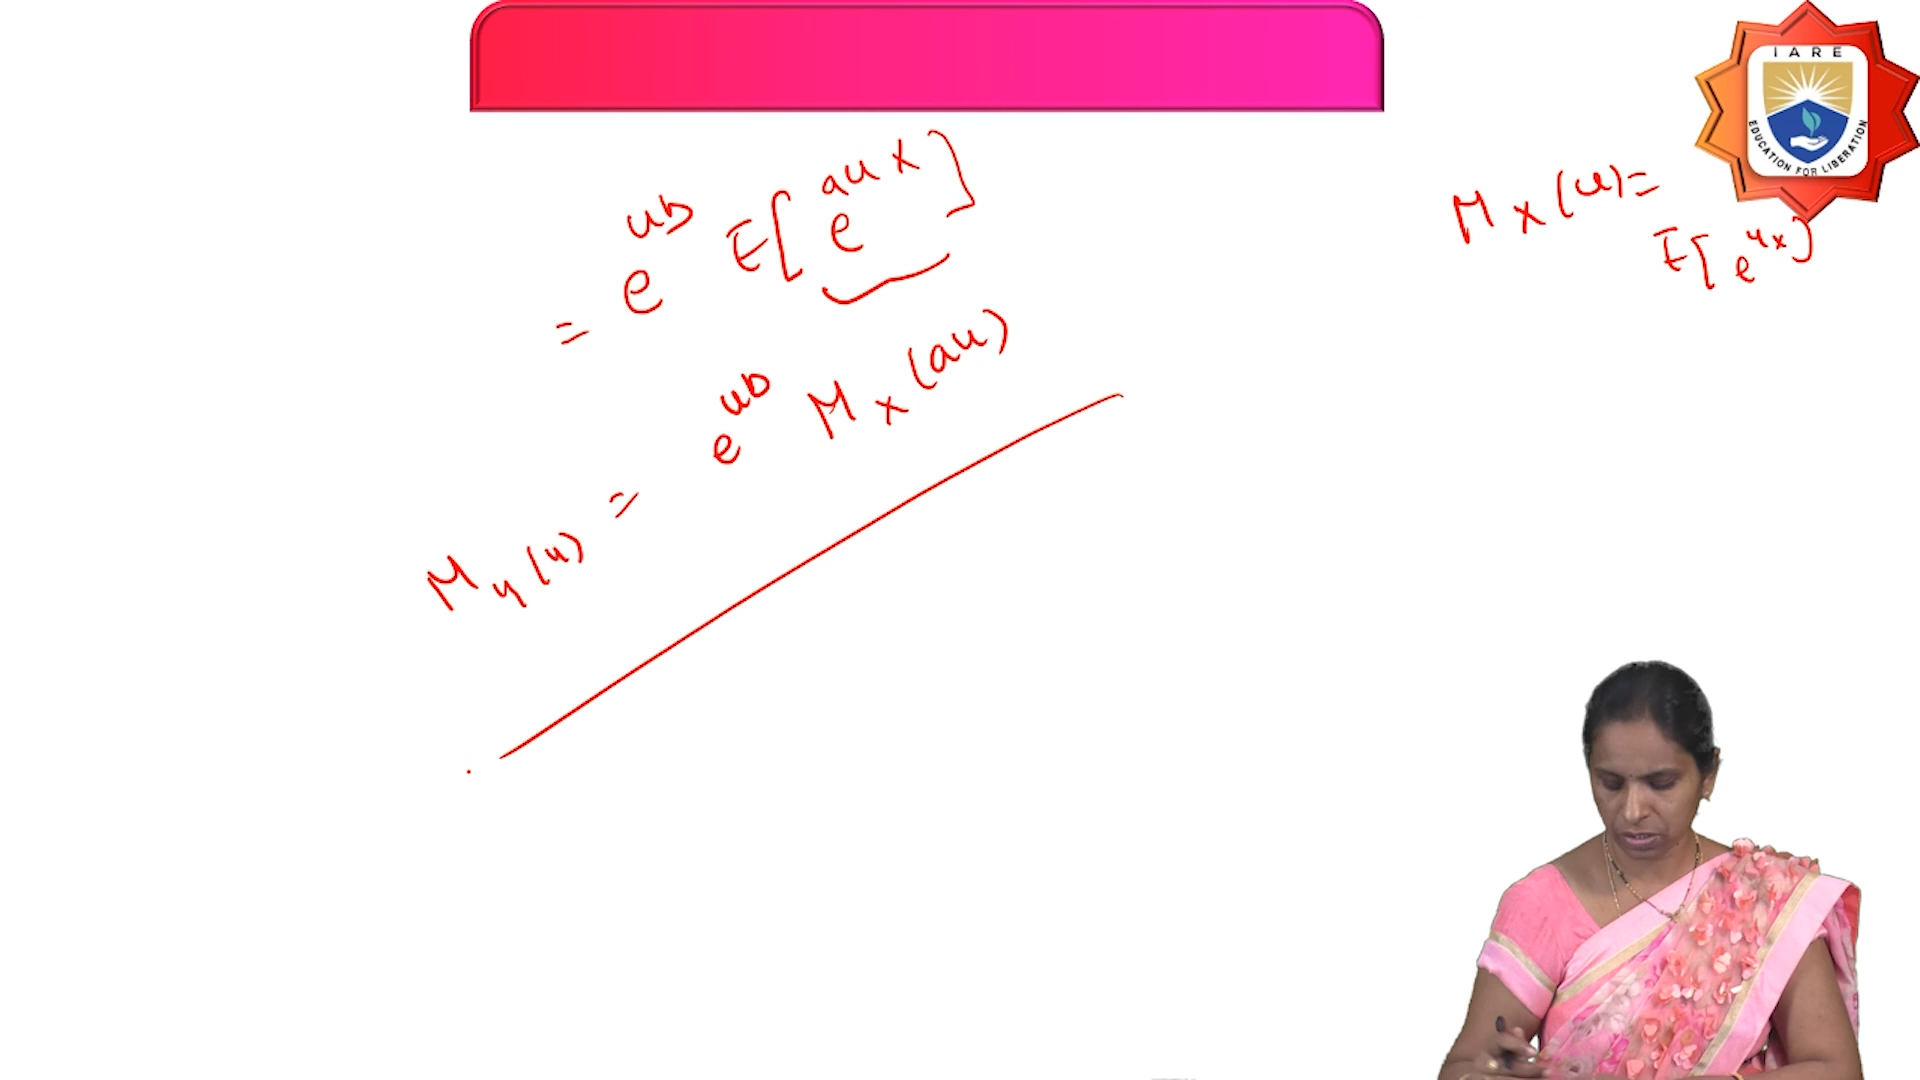 IARE
EDUCATION FOR LIBERATION
M_X(u) =
E[e^{ux}]
= e^{ub} E[e^{aux}]
M_y(u) = e^{ub} M_X(au)